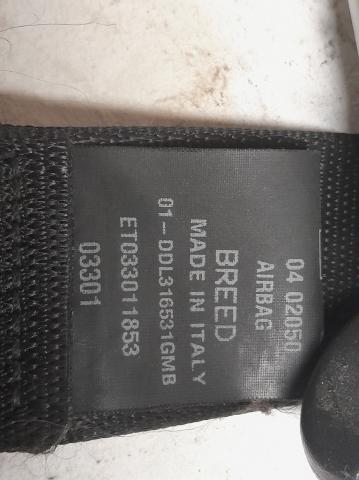 04 02050
AIRBAG
BREED
MADE IN ITALY
01-DDL316531GMB
ET033011853
03301